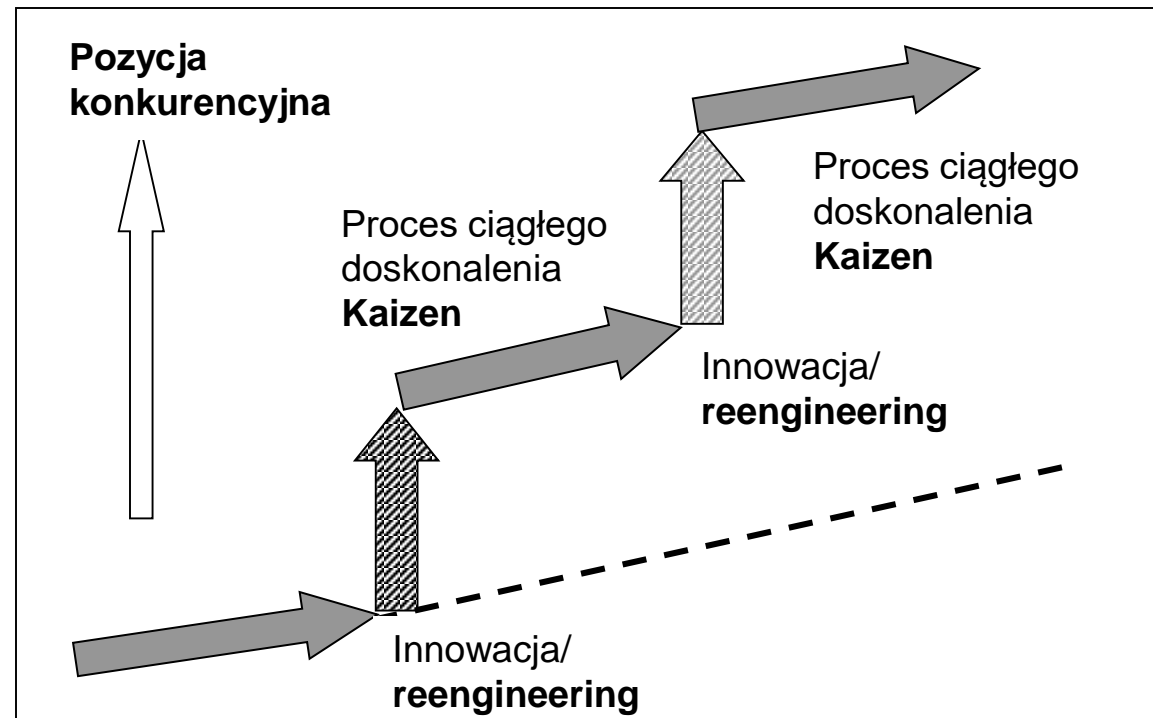 Pozycja
konkurencyjna
Proces ciągłego
doskonalenia
Kaizen
Proces ciągłego
doskonalenia
Kaizen
Innowacja/
reengineering
Innowacja/
reengineering